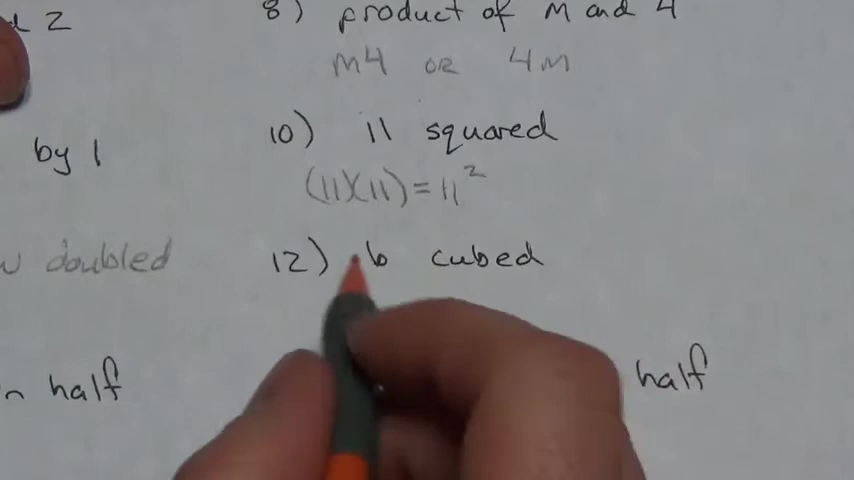 2
8) product of m and 4
m4 or 4m
10) 11 squared
by 1
(11)(11) = 11²
doubled
12) b cubed
half
half